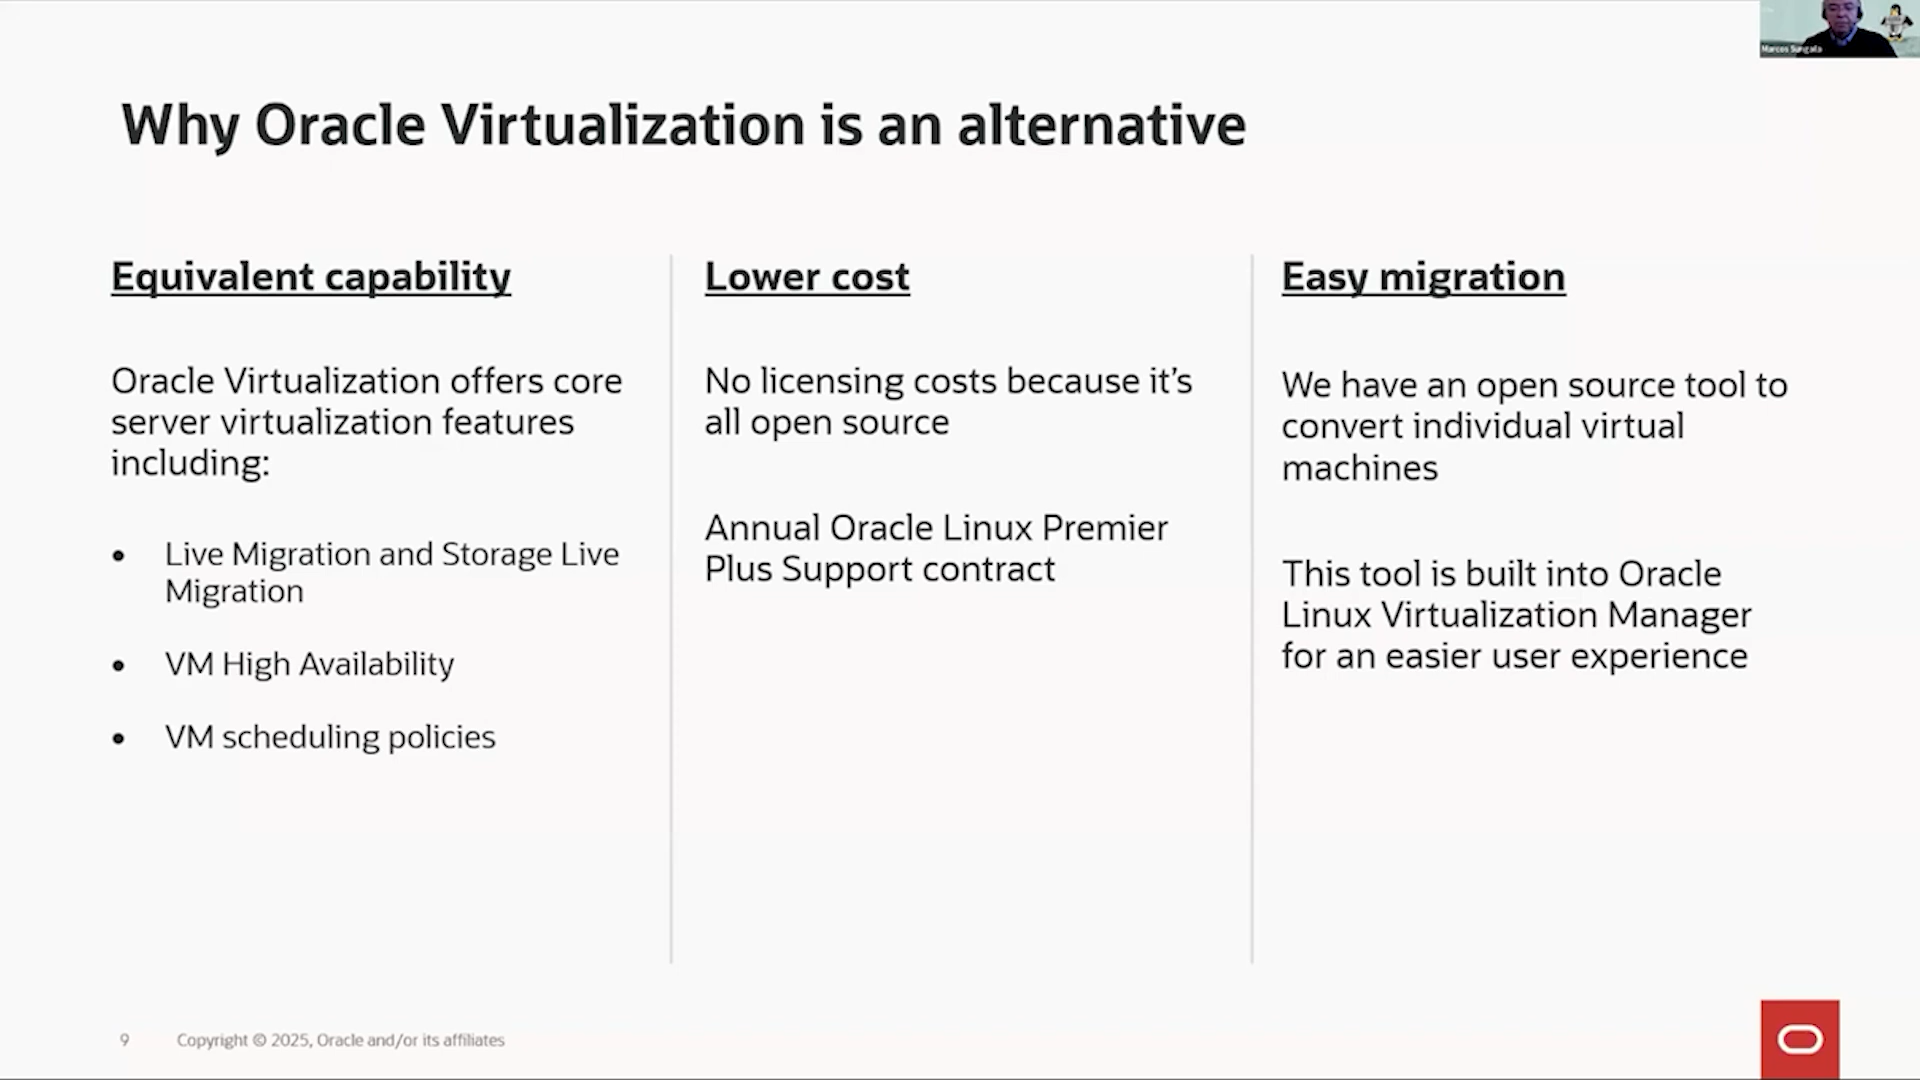 Marcos Sungaila
Why Oracle Virtualization is an alternative
Equivalent capability
Oracle Virtualization offers core
server virtualization features
including:
• Live Migration and Storage Live
Migration
• VM High Availability
• VM scheduling policies
Lower cost
No licensing costs because it's
all open source
Annual Oracle Linux Premier
Plus Support contract
Easy migration
We have an open source tool to
convert individual virtual
machines
This tool is built into Oracle
Linux Virtualization Manager
for an easier user experience
9 Copyright © 2025, Oracle and/or its affiliates